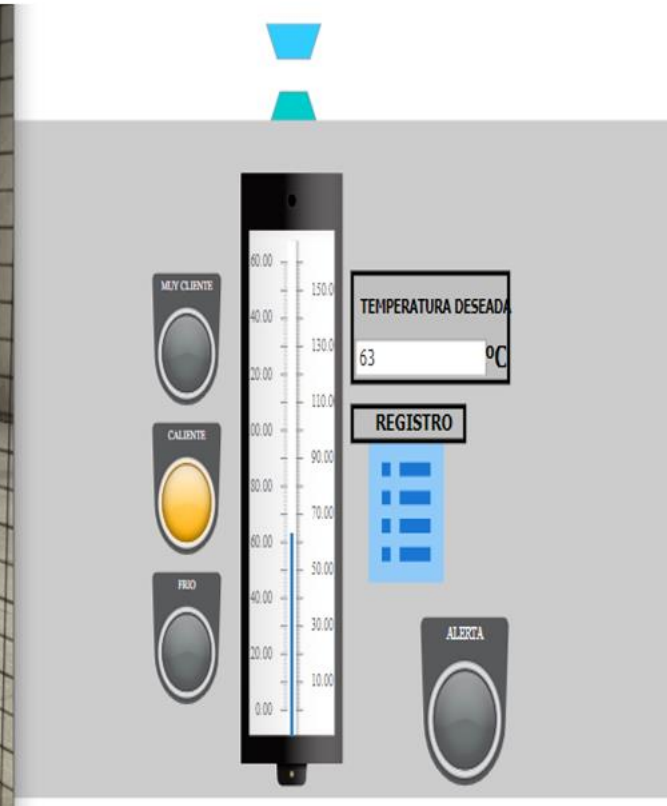 MUY CLIENTE
CALIENTE
FRIO
60.00
40.00
20.00
00.00
80.00
60.00
40.00
20.00
0.00
150.0
130.0
110.0
90.00
70.00
50.00
30.00
10.00
TEMPERATURA DESEADA
63 ºC
REGISTRO
ALERTA